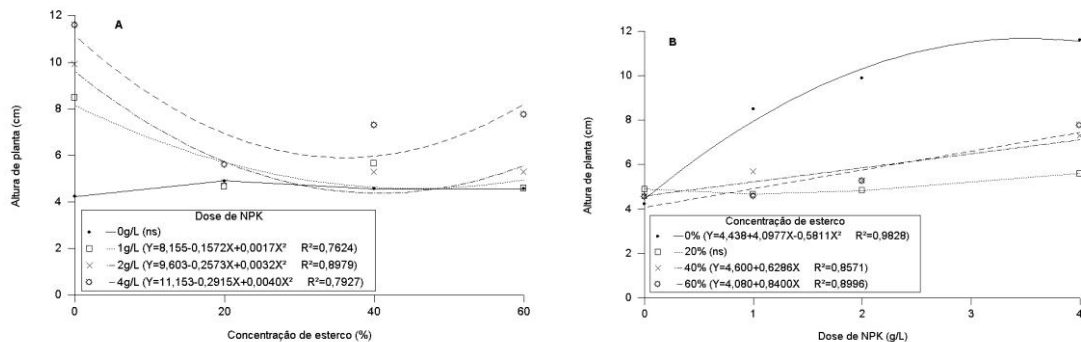 A
Altura de planta (cm)
12
10
8
6
4
2
0
Dose de NPK
0g/L (ns)
1g/L (Y=8,155-0,1572X+0,0017X² R²=0,7624)
2g/L (Y=9,603-0,2573X+0,0032X² R²=0,8979)
4g/L (Y=11,153-0,2915X+0,0040X² R²=0,7927)
0 20 40 60
Concentração de esterco (%)
B
Altura de planta (cm)
12
10
8
6
4
2
0
Concentração de esterco
0% (Y=4,438+4,0977X-0,5811X² R²=0,9828)
20% (ns)
40% (Y=4,600+0,6286X R²=0,8571)
60% (Y=4,080+0,8400X R²=0,8996)
0 1 2 3 4
Dose de NPK (g/L)